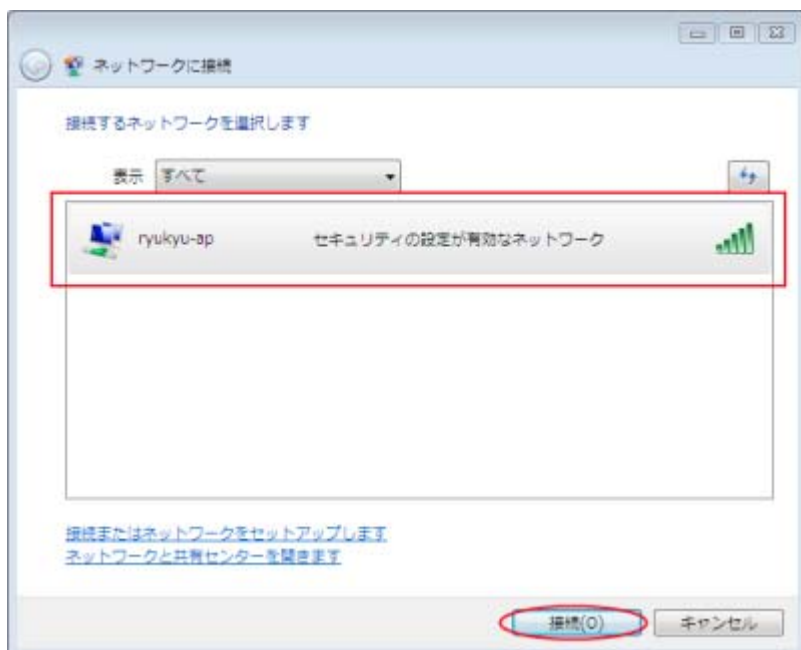 ネットワークに接続
接続するネットワークを選択します
表示 すべて
ryukyu-ap セキュリティの設定が有効なネットワーク
接続またはネットワークをセットアップします
ネットワークと共有センターを開きます
接続(O) キャンセル